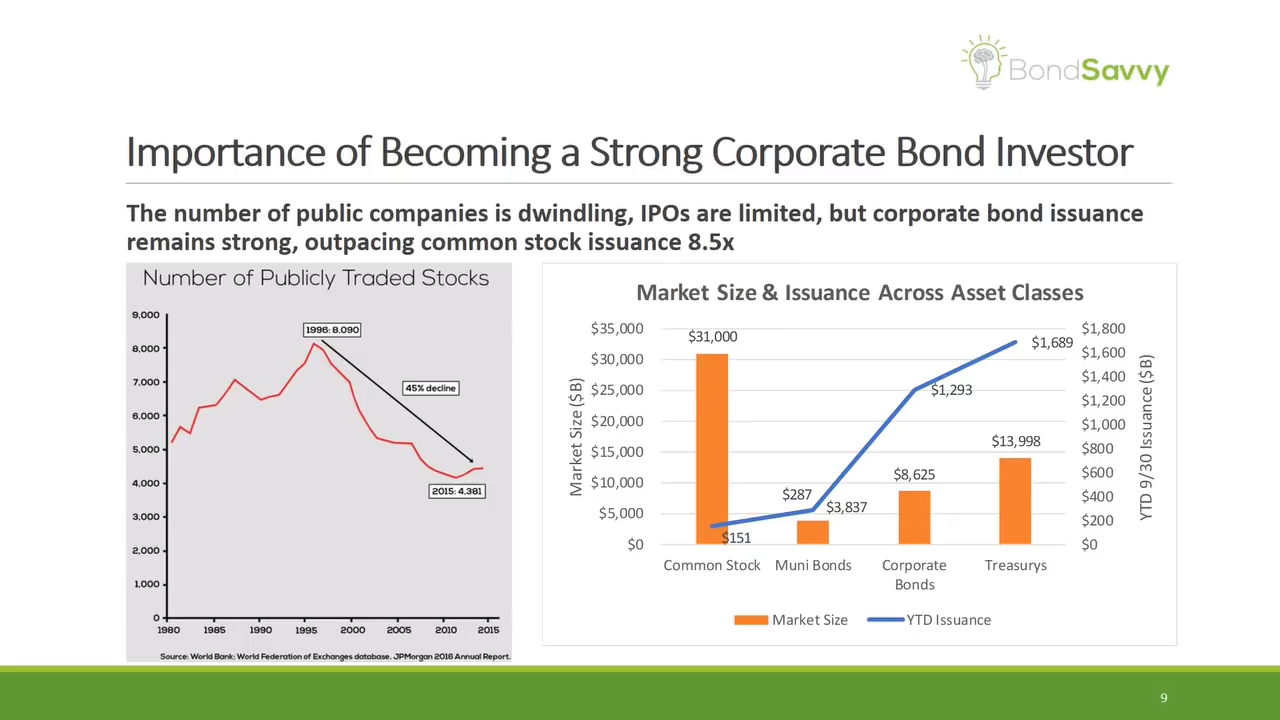 BondSavvy
Importance of Becoming a Strong Corporate Bond Investor
The number of public companies is dwindling, IPOs are limited, but corporate bond issuance
remains strong, outpacing common stock issuance 8.5x
Number of Publicly Traded Stocks
9,000
8,000
7,000
6,000
5,000
4,000
3,000
2,000
1,000
0
1996: 8,090
45% decline
2015: 4,381
1980 1985 1990 1995 2000 2005 2010 2015
Source: World Bank; World Federation of Exchanges database. JPMorgan 2016 Annual Report.
Market Size & Issuance Across Asset Classes
Market Size ($B)
$35,000
$30,000
$25,000
$20,000
$15,000
$10,000
$5,000
$0
$31,000
$3,837
$8,625
$13,998
$151
$287
$1,293
$1,689
$1,800
$1,600
$1,400
$1,200
$1,000
$800
$600
$400
$200
$0
YTD 9/30 Issuance ($B)
Common Stock Muni Bonds Corporate Treasurys
Bonds
Market Size YTD Issuance
9